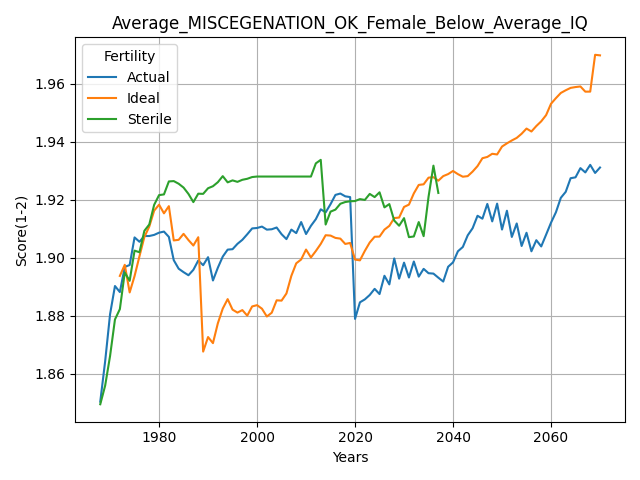 Average_MISCEGENATION_OK_Female_Below_Average_IQ
Fertility
Actual
Ideal
Sterile
1.96
1.94
1.92
1.90
1.88
1.86
Score(1-2)
1980 2000 2020 2040 2060
Years